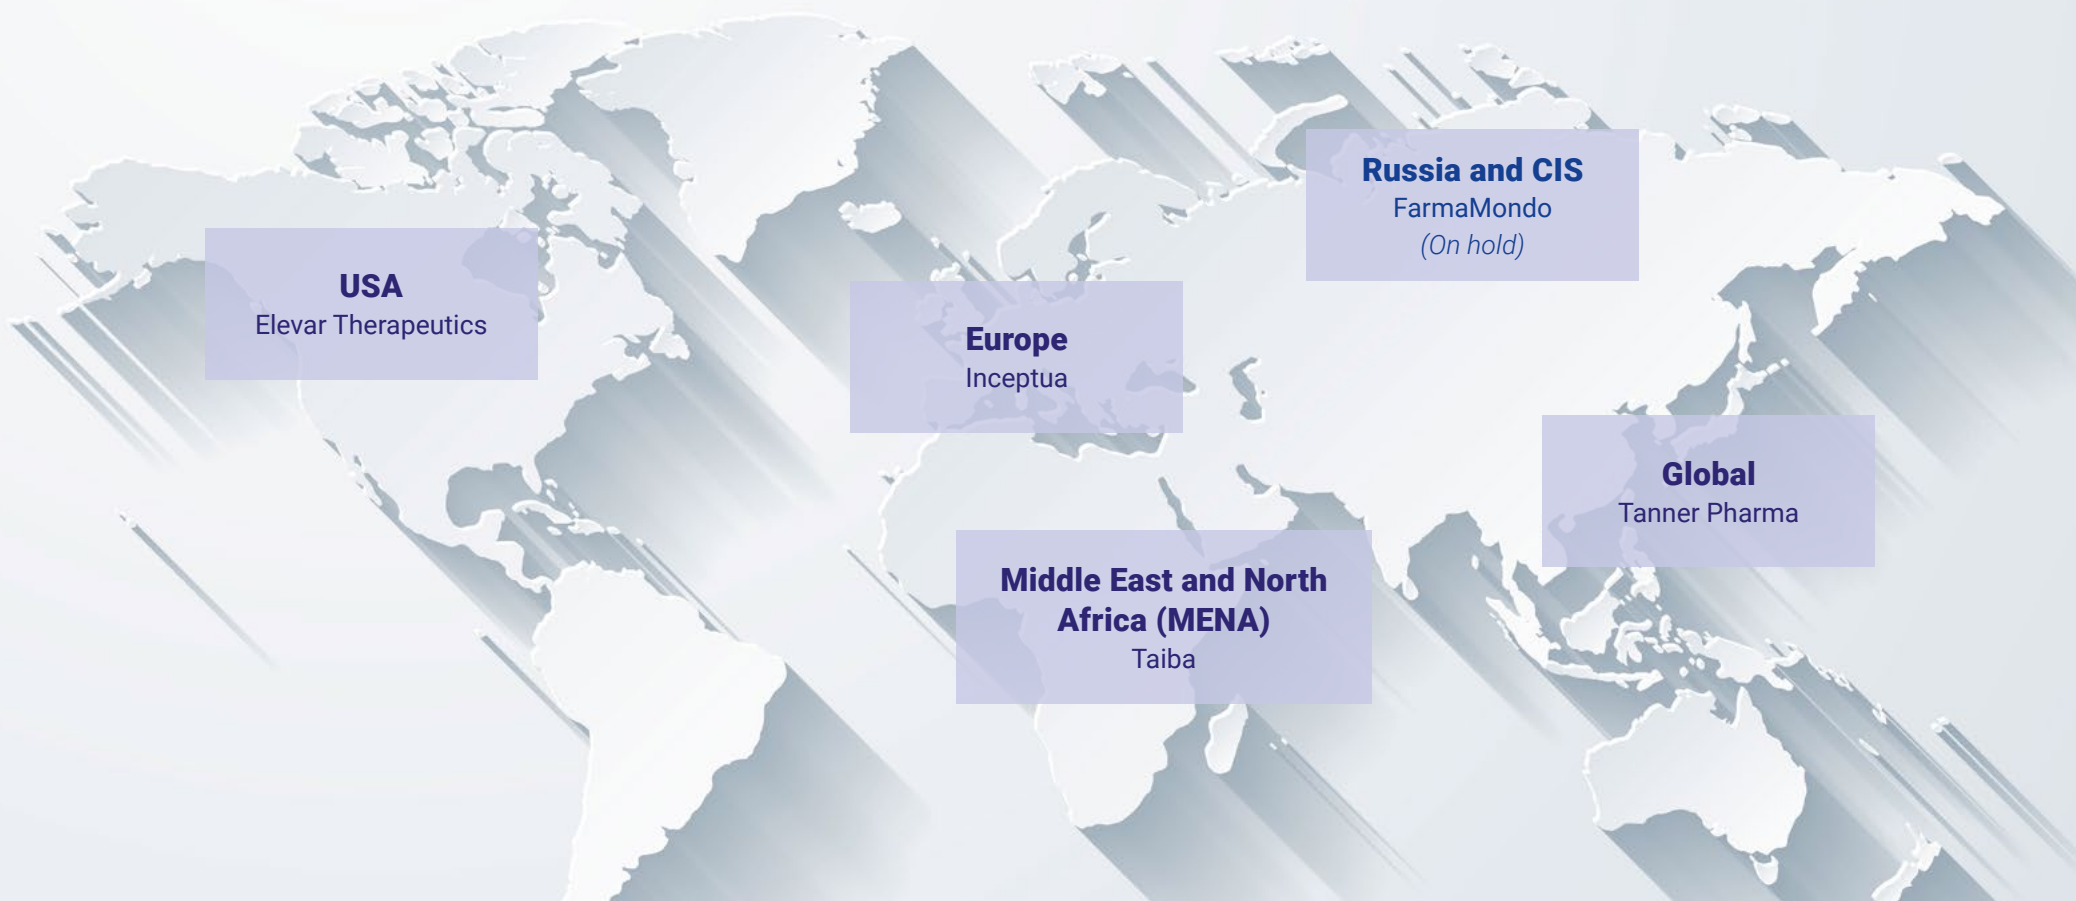 Russia and CIS
FarmaMondo
(On hold)
USA
Elevar Therapeutics
Europe
Inceptua
Global
Tanner Pharma
Middle East and North
Africa (MENA)
Taiba